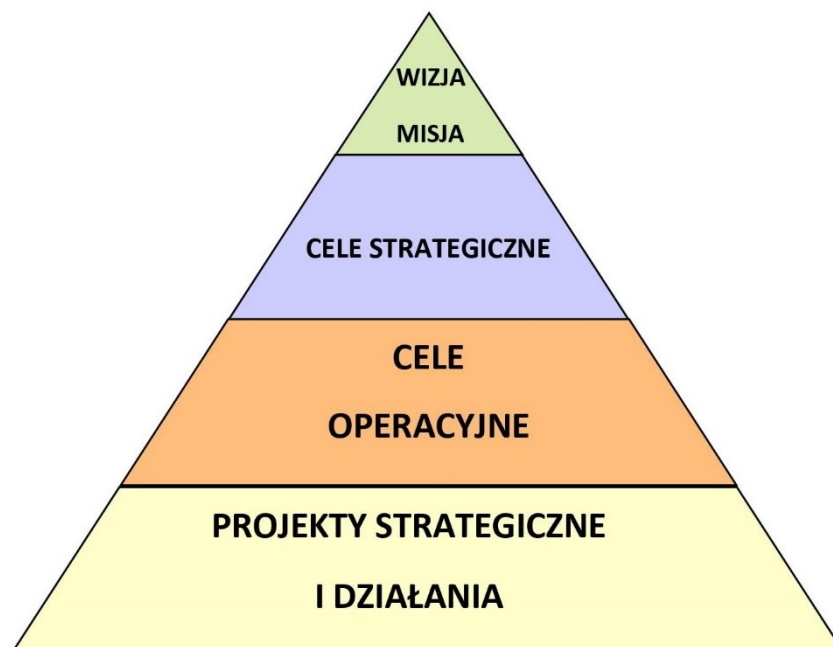 WIZJA
MISJA
CELE STRATEGICZNE
CELE
OPERACYJNE
PROJEKTY STRATEGICZNE
I DZIAŁANIA